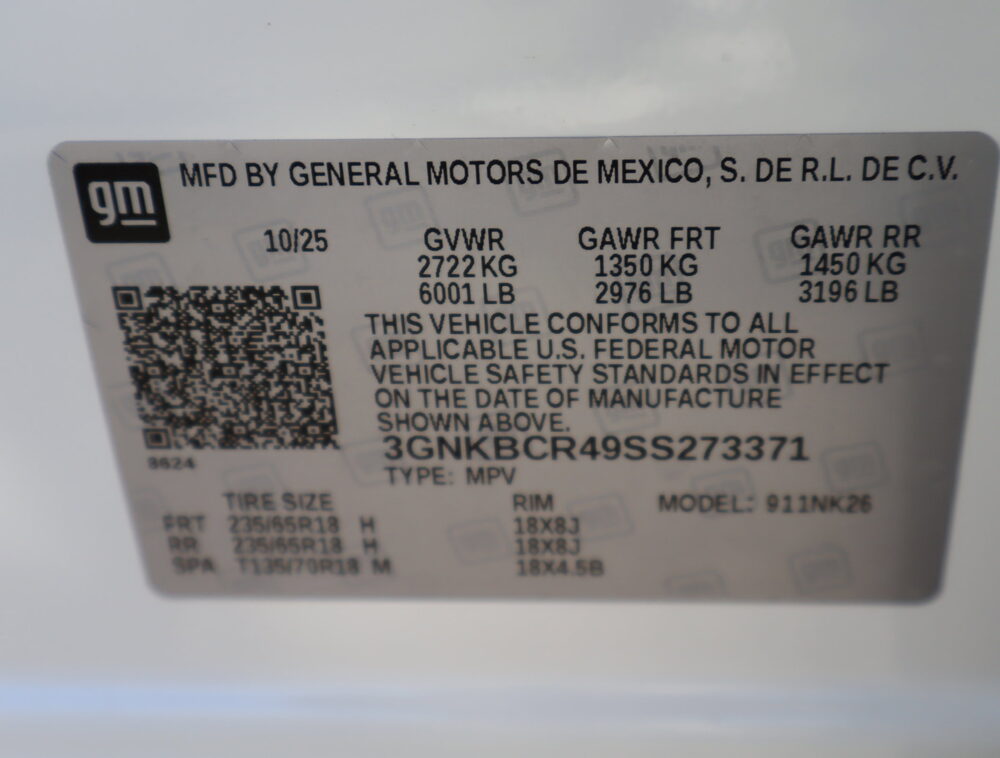 gm MFD BY GENERAL MOTORS DE MEXICO, S. DE R.L. DE C.V.
10/25 GVWR GAWR FRT GAWR RR
2722 KG 1350 KG 1450 KG
6001 LB 2976 LB 3196 LB
THIS VEHICLE CONFORMS TO ALL
APPLICABLE U.S. FEDERAL MOTOR
VEHICLE SAFETY STANDARDS IN EFFECT
ON THE DATE OF MANUFACTURE
SHOWN ABOVE.
3GNKBCR49SS273371
8624
TYPE: MPV
TIRE SIZE RIM MODEL: 911NK26
FRT 235/65R18 H 18X8J
RR 235/65R18 H 18X8J
SPA T135/70R18 M 18X4.5B